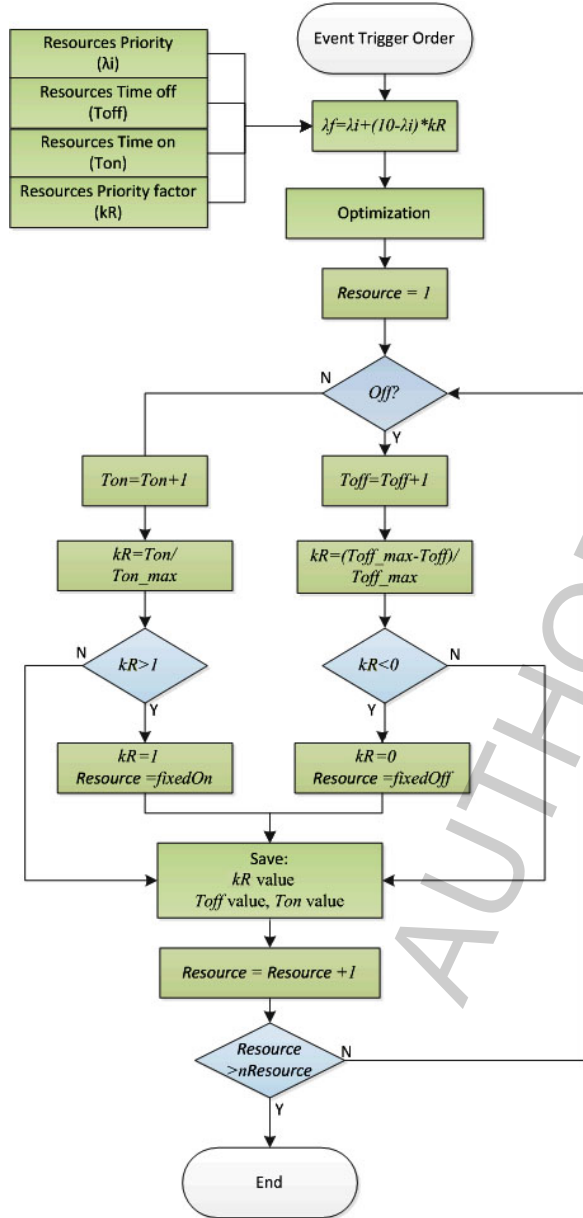 Resources Priority
(λi)
Resources Time off
(Toff)
Resources Time on
(Ton)
Resources Priority factor
(kR)
Event Trigger Order
λf=λi+(10-λi)*kR
Optimization
Resource = 1
Off?
N
Y
Ton=Ton+1
Toff=Toff+1
kR=Ton/
Ton_max
kR=(Toff_max-Toff)/
Toff_max
N
kR>1
Y
kR<0
N
Y
kR=1
Resource =fixedOn
kR=0
Resource =fixedOff
Save:
kR value
Toff value, Ton value
Resource = Resource +1
Resource
>nResource
N
Y
End
AUTHO